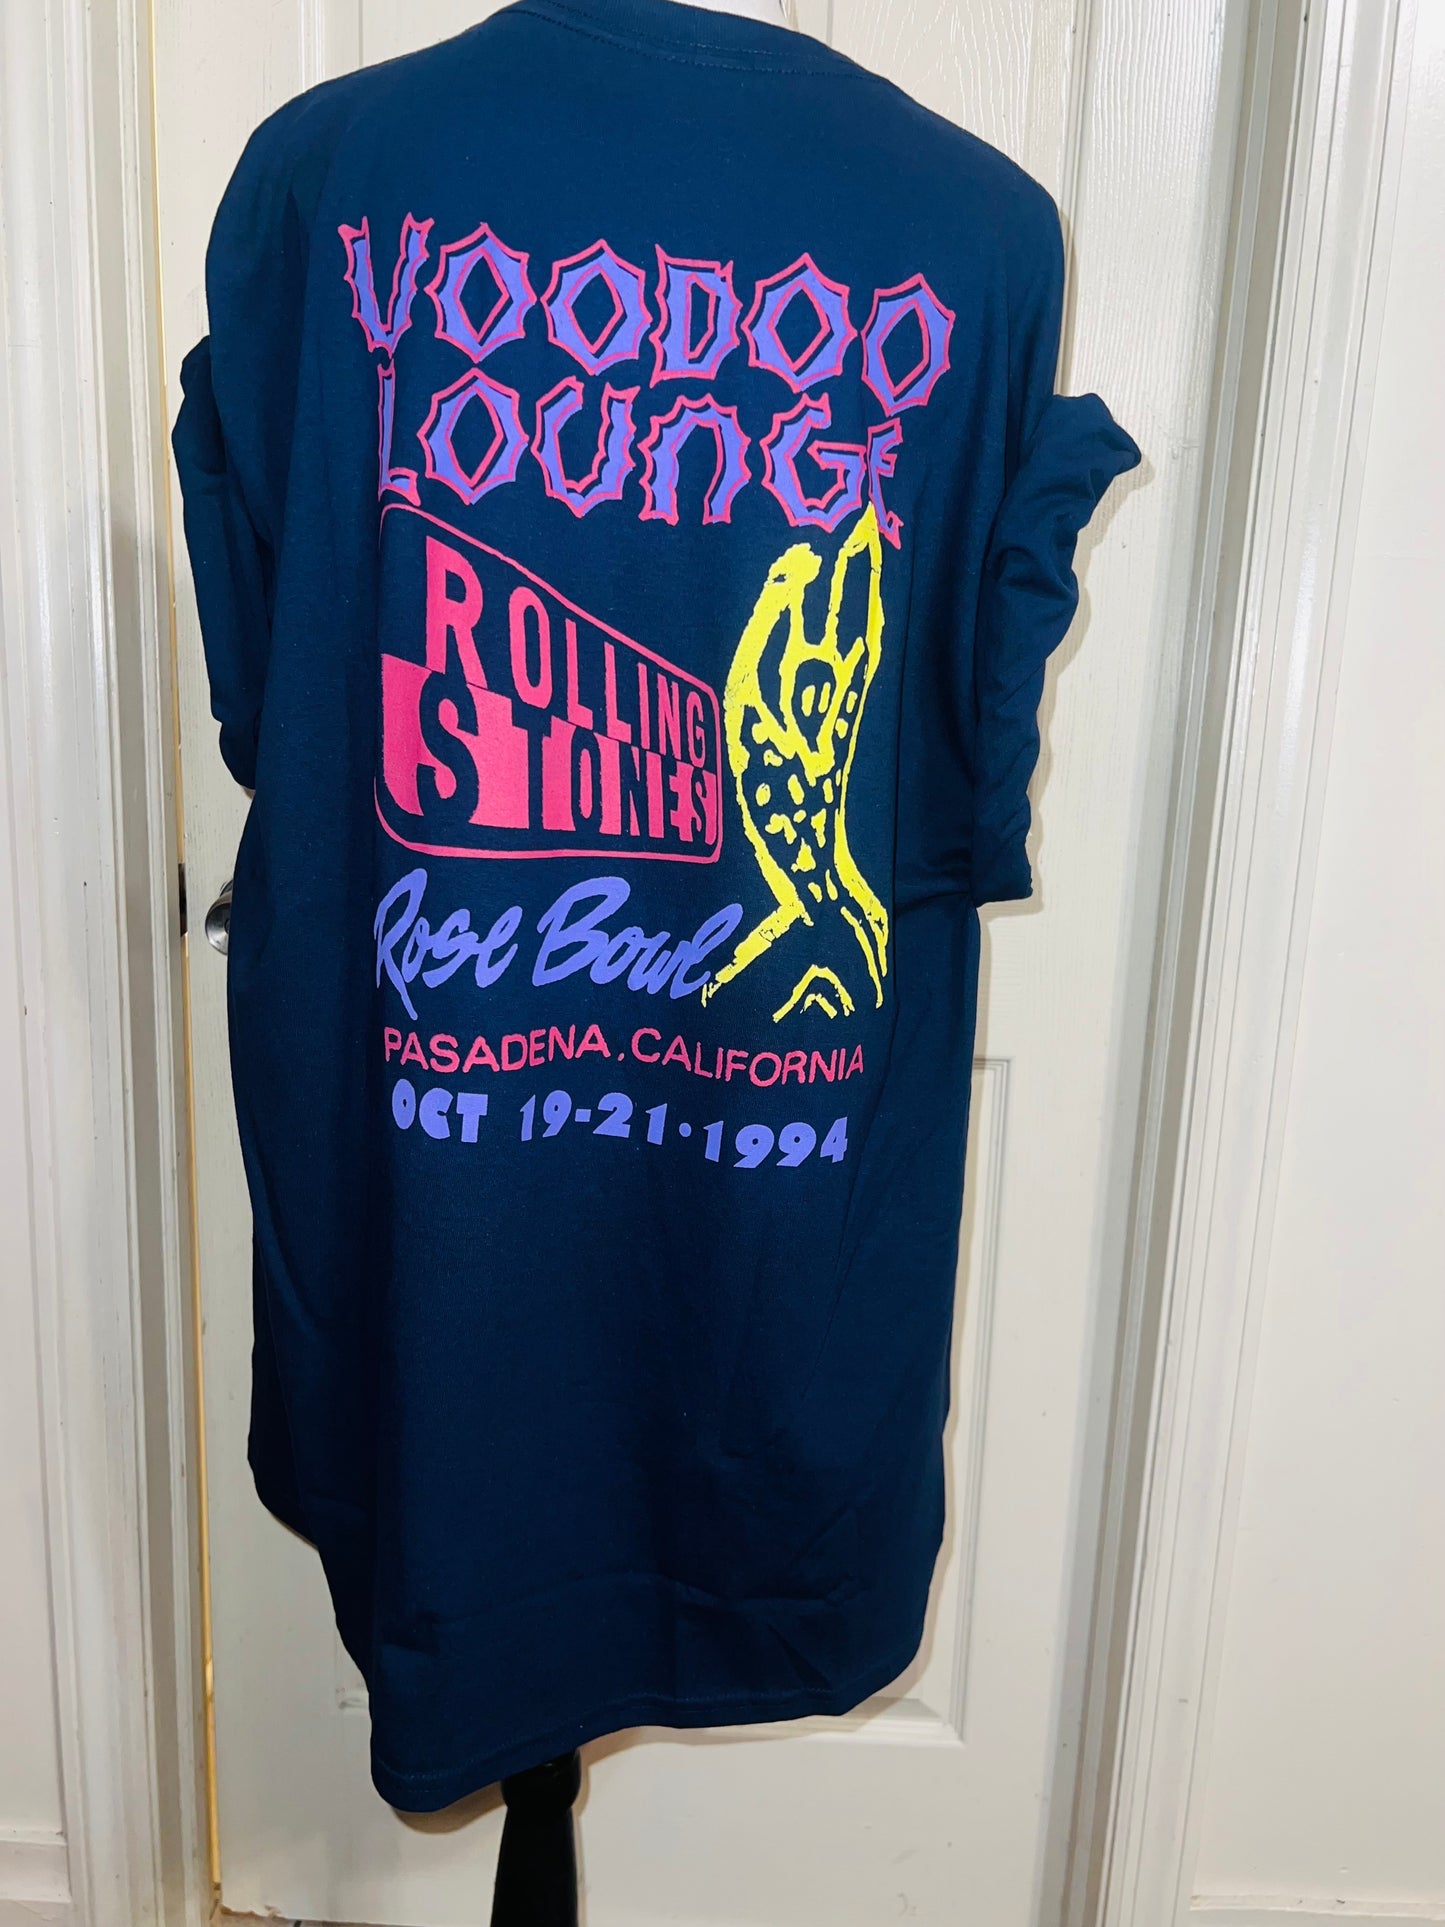 VOODOO
LOUNGE
ROLLING
STONES
Rose Bowl
PASADENA, CALIFORNIA
OCT 19-21·1994